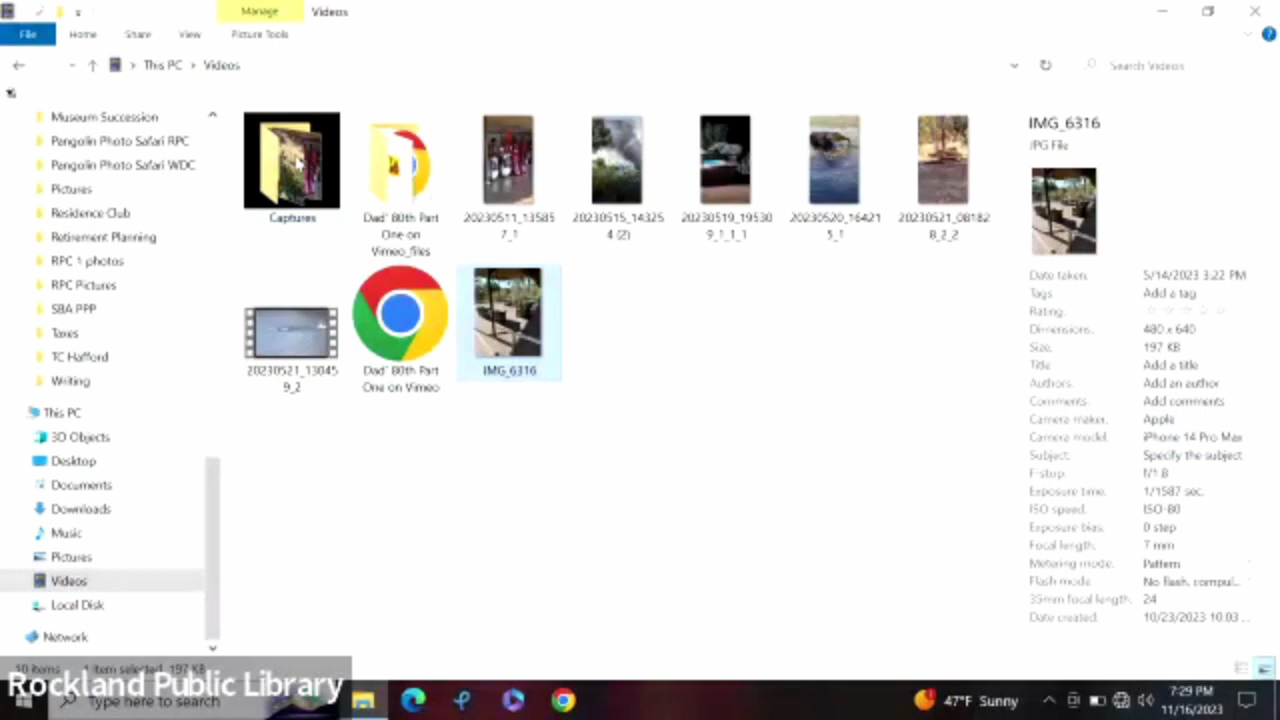 Manage Videos
File Home Share View Picture Tools
This PC Videos Search Videos
Museum Succession
Pangolin Photo Safari RPC
Pangolin Photo Safari WDC
Pictures
Residence Club
Retirement Planning
RPC 1 photos
RPC Pictures
SBA PPP
Taxes
TC Hafford
Writing
This PC
3D Objects
Desktop
Documents
Downloads
Music
Pictures
Videos
Local Disk
Network
Captures
Dad' 80th Part
One on
Vimeo_files
20230511_13585
7_1
20230515_14325
4 (2)
20230519_19530
9_1_1_1
20230520_16421
5_1
20230521_08182
8_2_2
20230521_13045
9_2
Dad' 80th Part
One on Vimeo
IMG_6316
IMG_6316
JPG File
Date taken: 5/14/2023 3:22 PM
Tags Add a tag
Rating:
Dimensions: 480 x 640
Size: 197 KB
Title Add a title
Authors: Add an author
Comments: Add comments
Camera maker: Apple
Camera model: iPhone 14 Pro Max
Subject: Specify the subject
F-stop: f/1.8
Exposure time: 1/1587 sec.
ISO speed: ISO-80
Exposure bias: 0 step
Focal length: 7 mm
Metering mode: Pattern
Flash mode No flash, compul...
35mm focal length: 24
Date created: 10/23/2023 10:03 ...
10 items 1 item selected 197 KB
Rockland Public Library
Type here to search
47°F Sunny
7:29 PM
11/16/2023